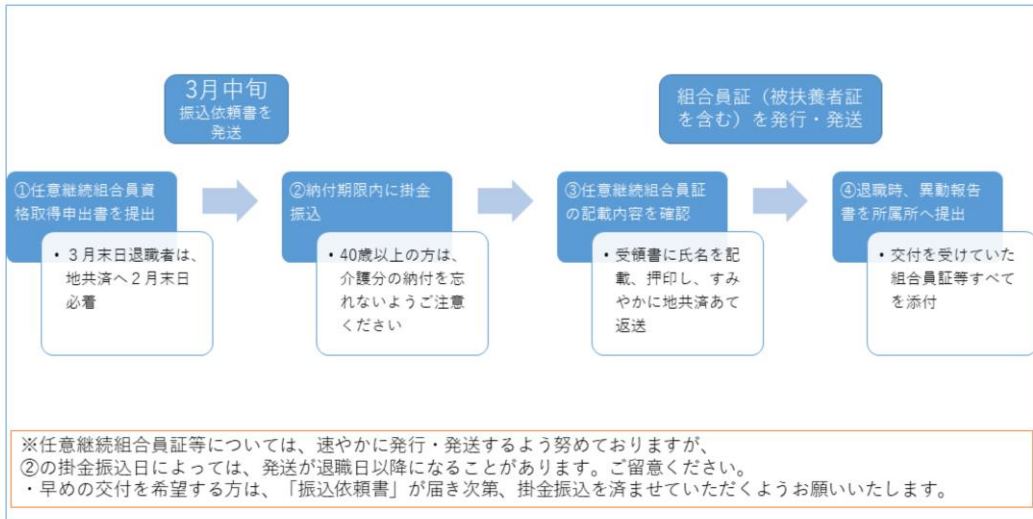 3月中旬
振込依頼書を
発送
組合員証（被扶養者証
を含む）を発行・発送
①任意継続組合員資
格取得申出書を提出
・３月末日退職者は、
地共済へ２月末日
必着
②納付期限内に掛金
振込
・40歳以上の方は、
介護分の納付を忘
れないようご注意
ください
③任意継続組合員証
の記載内容を確認
・受領書に氏名を記
載、押印し、すみ
やかに地共済あて
返送
④退職時、異動報告
書を所属所へ提出
・交付を受けていた
組合員証等すべて
を添付
※任意継続組合員証等については、速やかに発行・発送するよう努めておりますが、
②の掛金振込日によっては、発送が退職日以降になることがあります。ご留意ください。
・早めの交付を希望する方は、「振込依頼書」が届き次第、掛金振込を済ませていただくようお願いいたします。